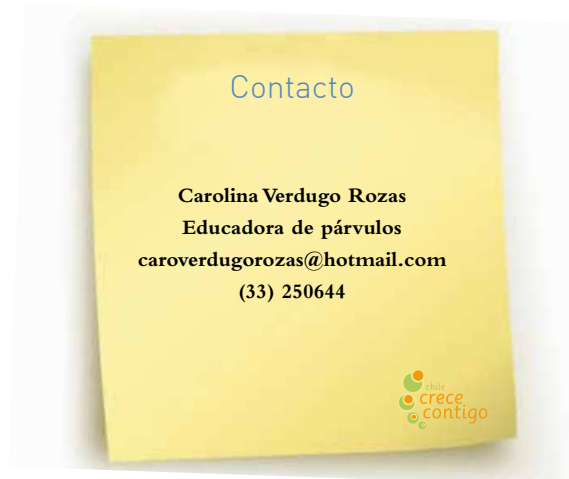 Contacto
Carolina Verdugo Rozas
Educadora de párvulos
caroverdugorozas@hotmail.com
(33) 250644
chile
crece
contigo